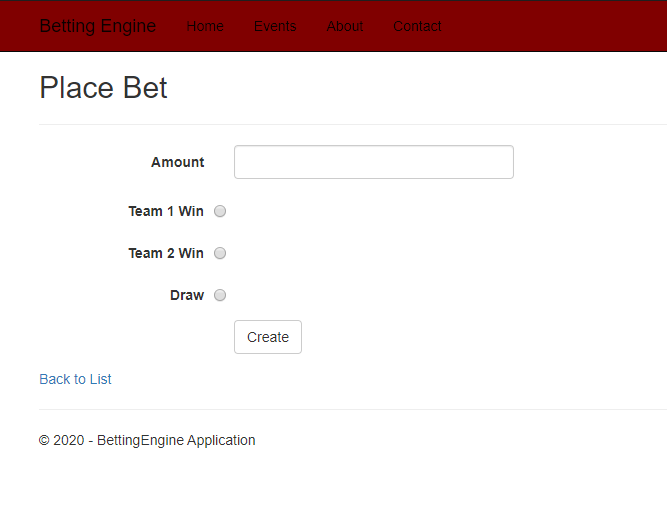 Betting Engine Home Events About Contact
Place Bet
Amount
Team 1 Win
Team 2 Win
Draw
Create
Back to List
© 2020 - BettingEngine Application